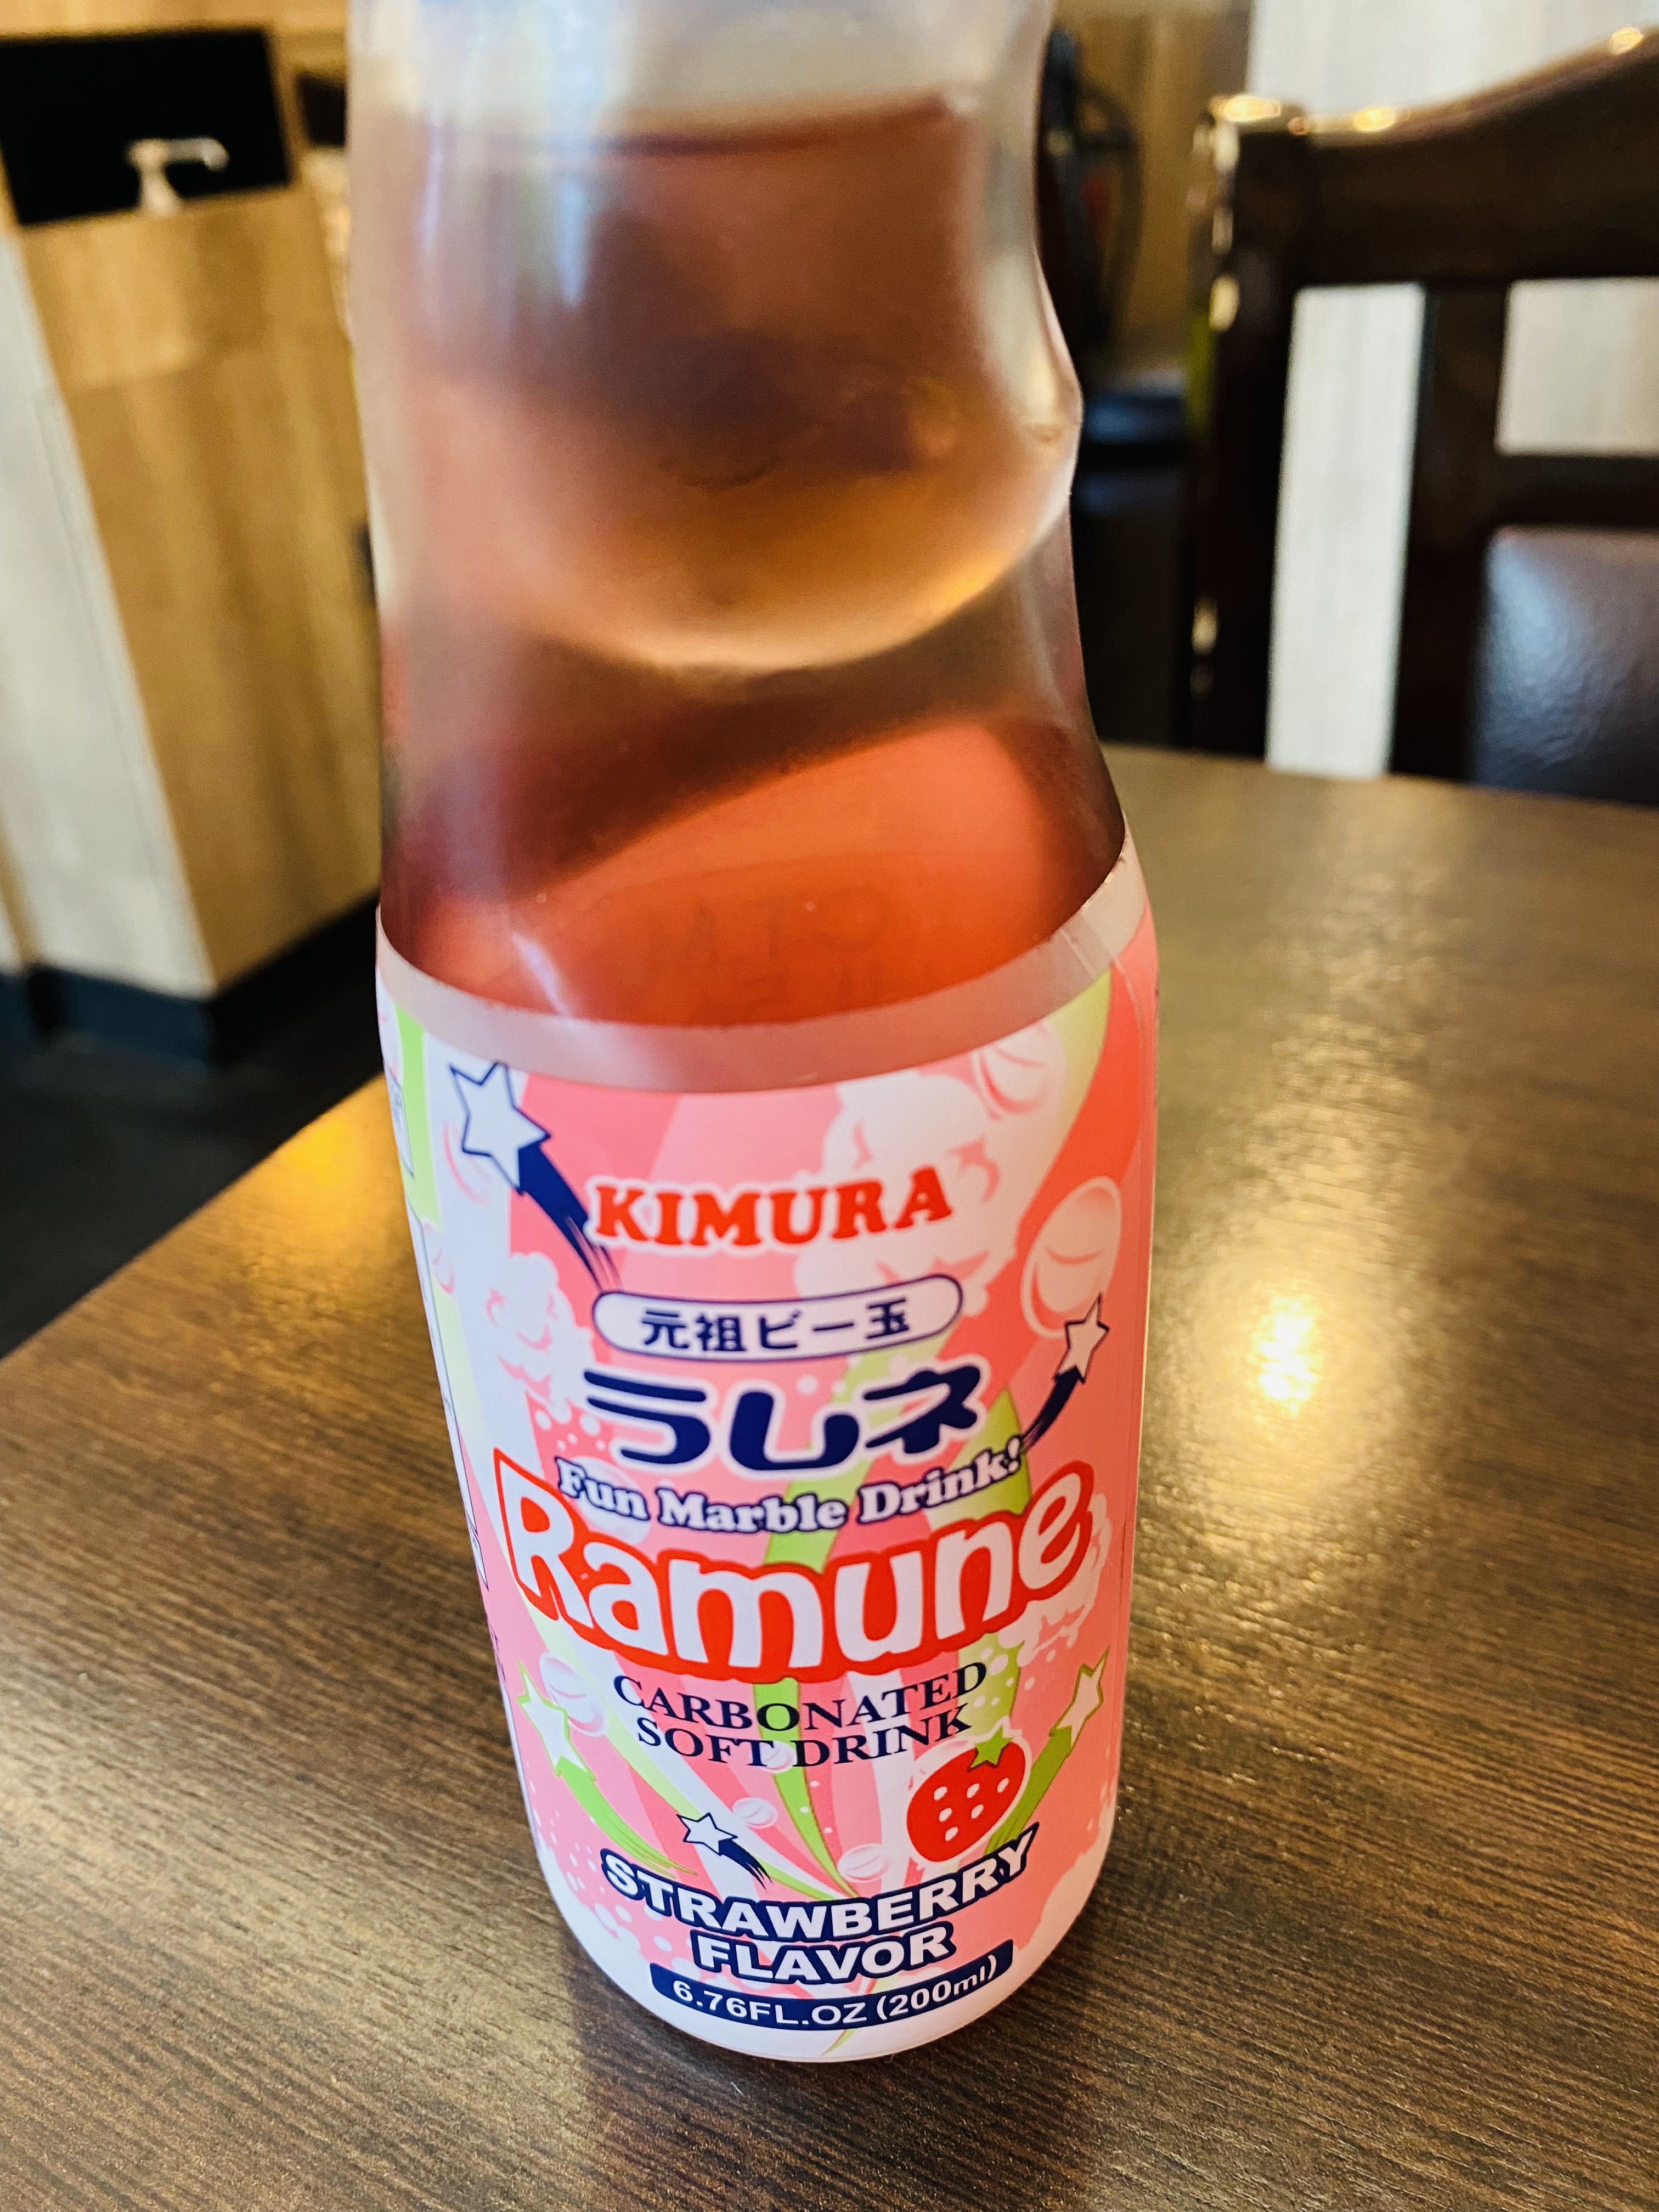 KIMURA
元祖ビー玉
ラムネ
Fun Marble Drink!
Ramune
CARBONATED
SOFT DRINK
STRAWBERRY
FLAVOR
6.76FL.OZ (200ml)